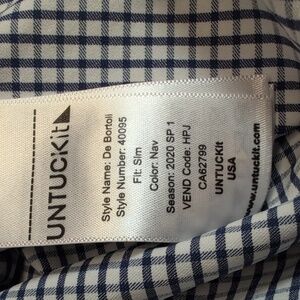 UNTUCKit
Style Name: De Bortoli
Style Number: 40095
Fit: Slm
Color: Nav
Season: 2020 SP 1
VEND Code: HPJ
CA62799
UNTUCKit
USA
www.untuckit.com